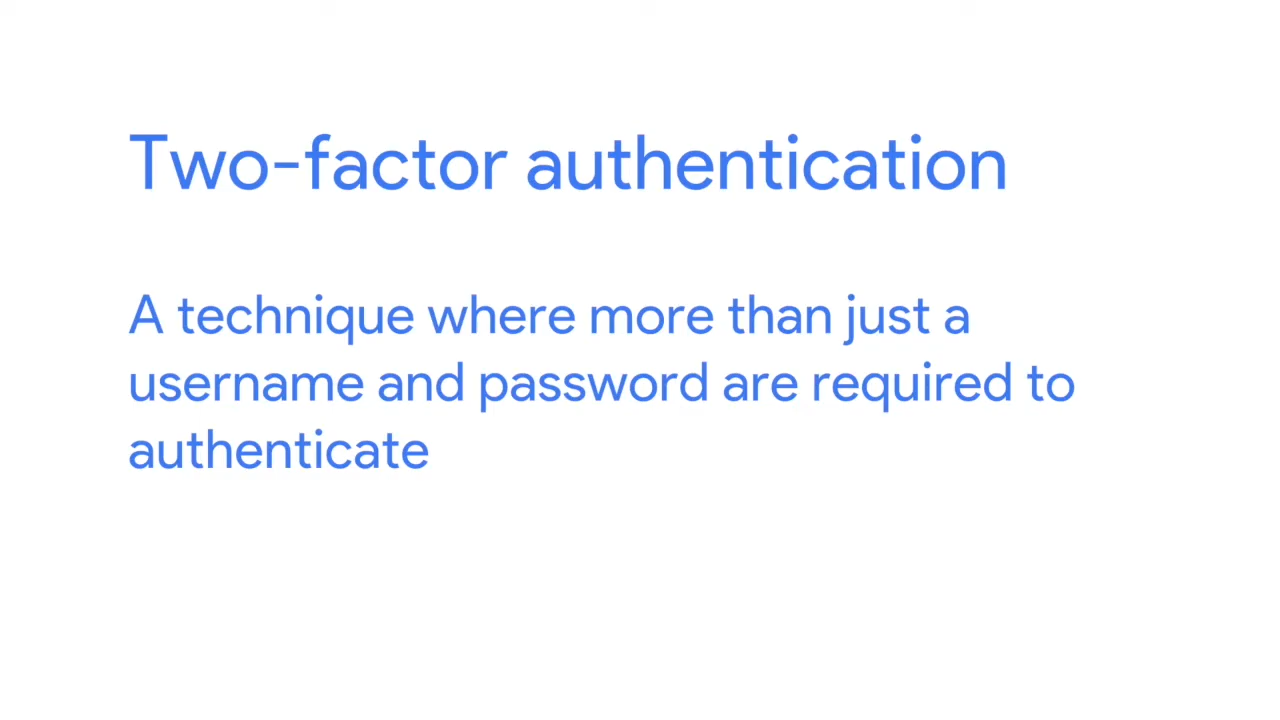 Two-factor authentication
A technique where more than just a
username and password are required to
authenticate